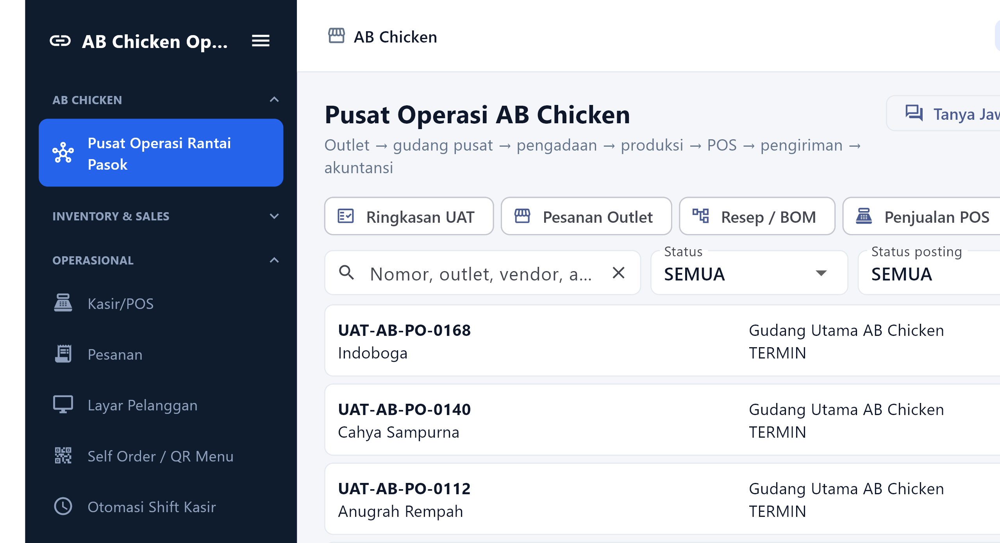 AB Chicken Op...
AB CHICKEN
Pusat Operasi Rantai
Pasok
INVENTORY & SALES
OPERASIONAL
Kasir/POS
Pesanan
Layar Pelanggan
Self Order / QR Menu
Otomasi Shift Kasir
AB Chicken
Pusat Operasi AB Chicken
Tanya
Outlet → gudang pusat → pengadaan → produksi → POS → pengiriman →
akuntansi
Ringkasan UAT
Pesanan Outlet
Resep / BOM
Penjualan POS
Nomor, outlet, vendor, a...
Status
SEMUA
Status posting
SEMUA
UAT-AB-PO-0168
Indoboga
Gudang Utama AB Chicken
TERMIN
UAT-AB-PO-0140
Cahya Sampurna
Gudang Utama AB Chicken
TERMIN
UAT-AB-PO-0112
Anugrah Rempah
Gudang Utama AB Chicken
TERMIN